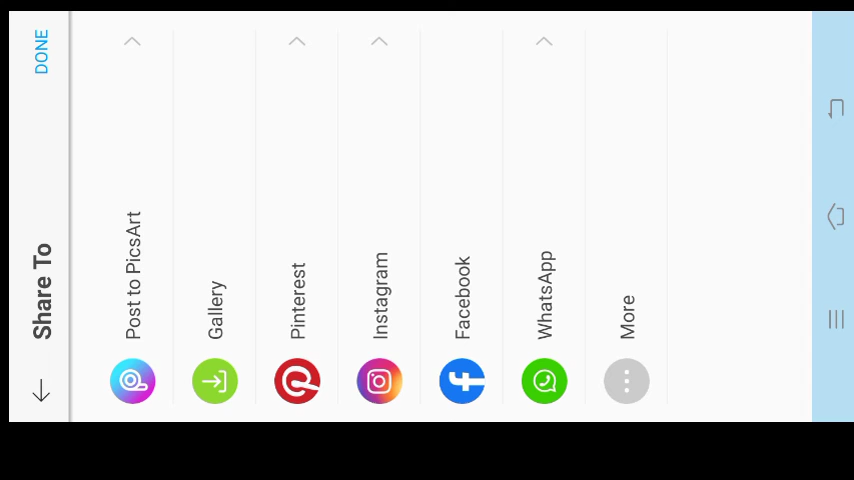 Share To
DONE
Post to PicsArt
Gallery
Pinterest
Instagram
Facebook
WhatsApp
More